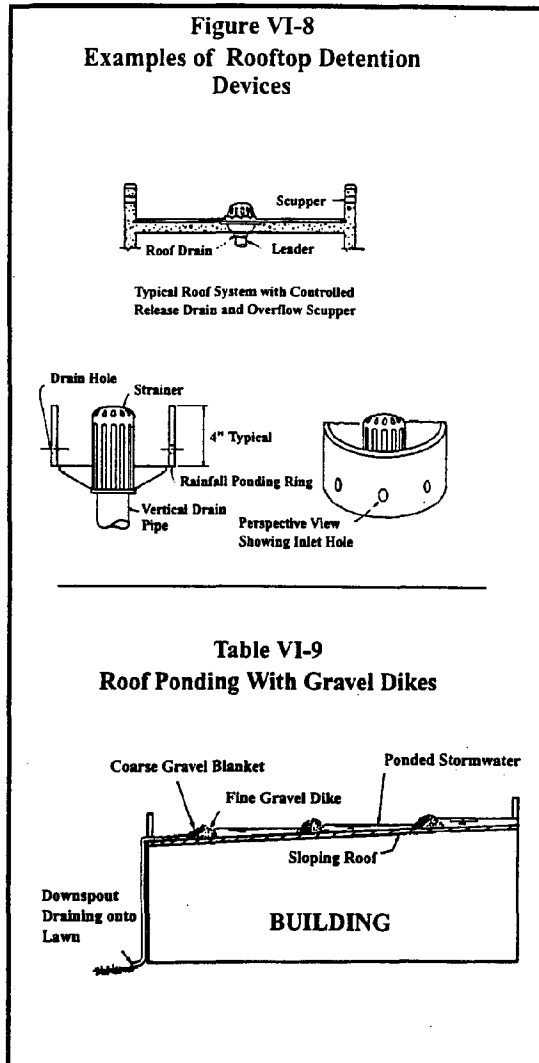 Figure VI-8
Examples of Rooftop Detention
Devices
Scupper
Roof Drain
Leader
Typical Roof System with Controlled
Release Drain and Overflow Scupper
Drain Hole
Strainer
4" Typical
Rainfall Ponding Ring
Vertical Drain
Pipe
Perspective View
Showing Inlet Hole
Table VI-9
Roof Ponding With Gravel Dikes
Coarse Gravel Blanket
Ponded Stormwater
Fine Gravel Dike
Sloping Roof
Downspout
Draining onto
Lawn
BUILDING